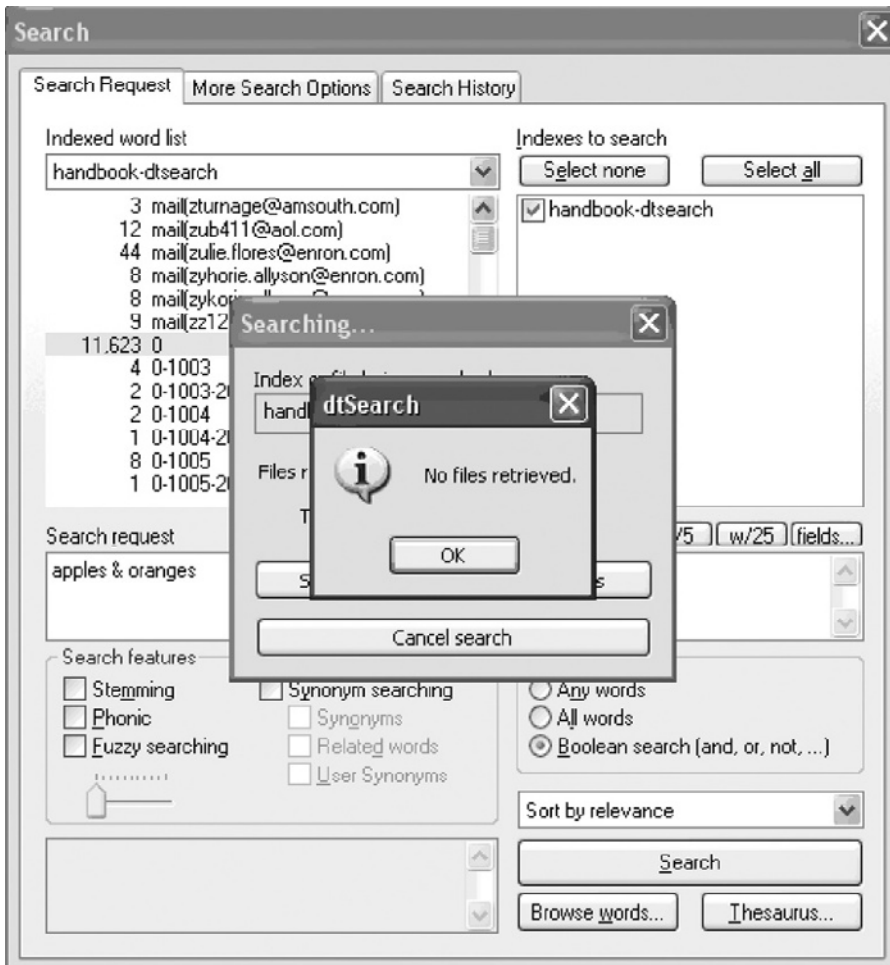 Search
Search Request
More Search Options
Search History
Indexed word list
handbook-dtsearch
3 mail(zturnage@amsouth.com)
12 mail(zub411@aol.com)
44 mail(zulie.flores@enron.com)
8 mail(zyhorie.allyson@enron.com)
8
9 mail(zz12
11,623 0
4 0-1003
2 0-1003-20
2 0-1004
1 0-1004-2
8 0-1005
1 0-1005-20
Indexes to search
Select none
Select all
handbook-dtsearch
Searching...
Index
hand
Files r
T
S
s
Cancel search
dtSearch
No files retrieved.
OK
/5
w/25
fields...
Search request
apples & oranges
Search features
Stemming
Phonic
Fuzzy searching
Synonym searching
Synonyms
Related words
User Synonyms
Any words
All words
Boolean search (and, or, not, ...)
Sort by relevance
Search
Browse words...
Thesaurus...